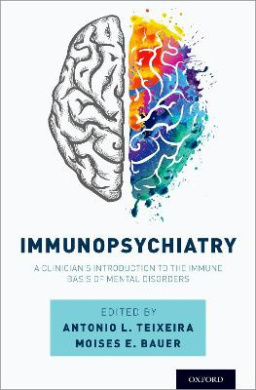 IMMUNOPSYCHIATRY
A CLINICIAN'S INTRODUCTION TO THE IMMUNE
BASIS OF MENTAL DISORDERS
EDITED BY
ANTONIO L. TEIXEIRA
MOISES E. BAUER
OXFORD